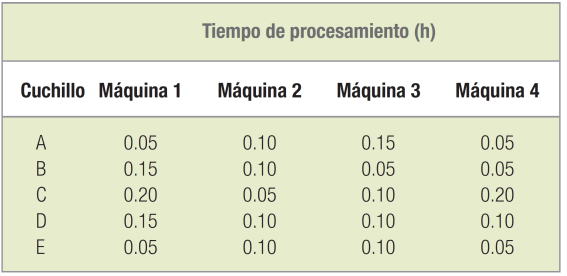 Tiempo de procesamiento (h)
Cuchillo Máquina 1 Máquina 2 Máquina 3 Máquina 4
A 0.05 0.10 0.15 0.05
B 0.15 0.10 0.05 0.05
C 0.20 0.05 0.10 0.20
D 0.15 0.10 0.10 0.10
E 0.05 0.10 0.10 0.05